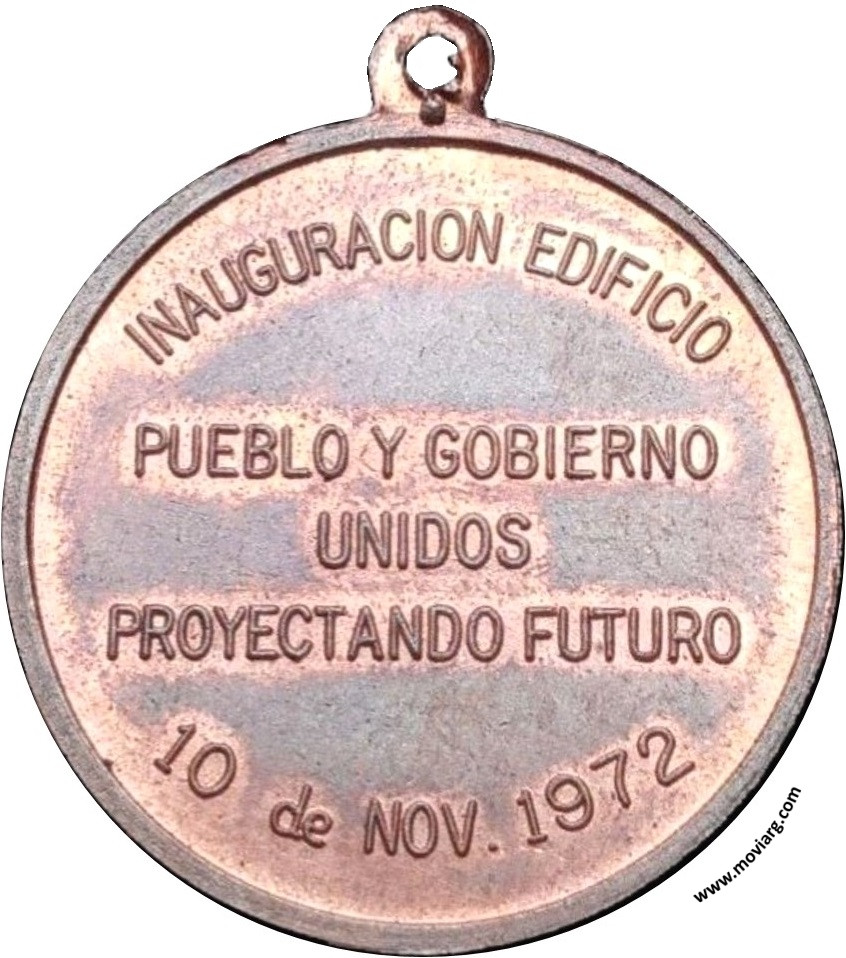 INAUGURACION EDIFICIO
PUEBLO Y GOBIERNO
UNIDOS
PROYECTANDO FUTURO
10 de NOV. 1972
www.moviarg.com